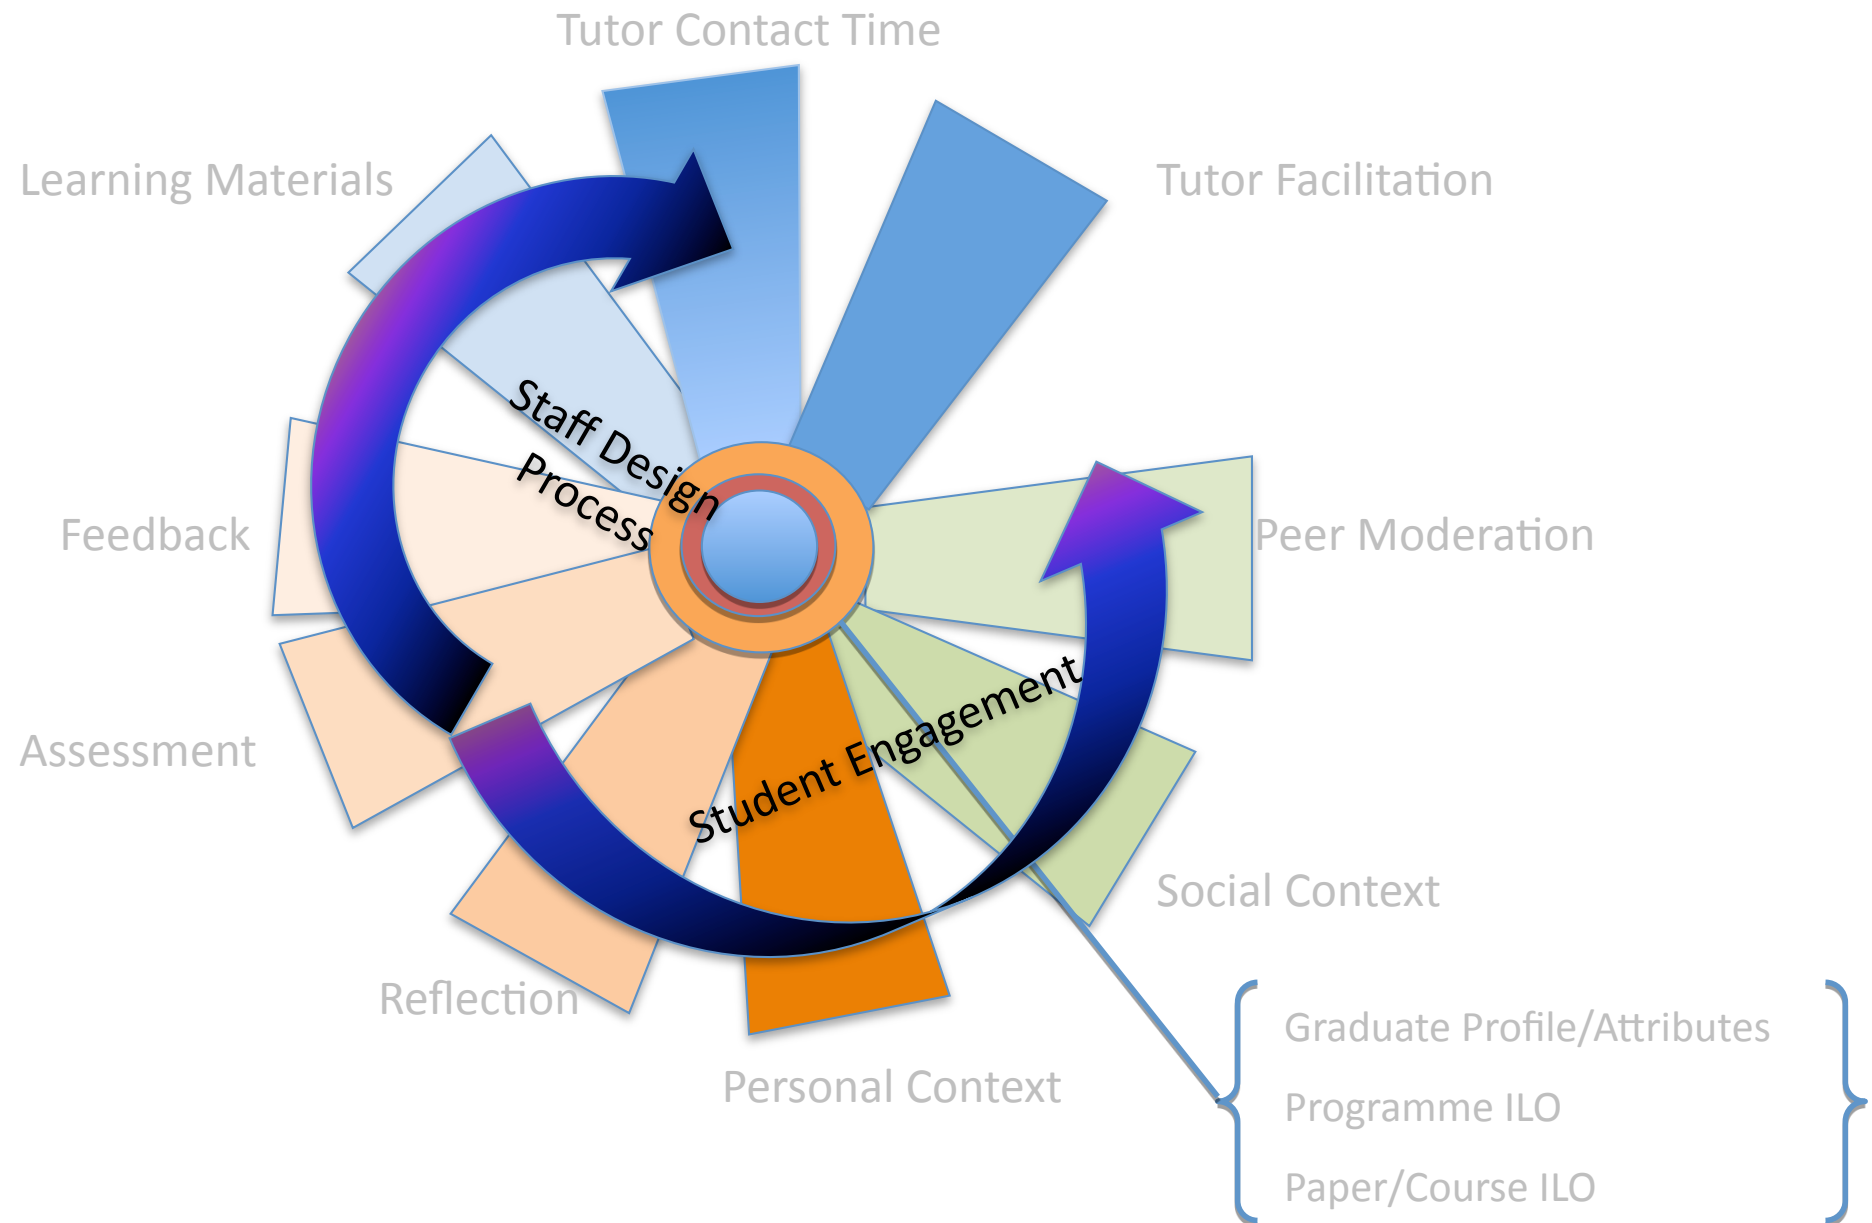 Tutor Contact Time
Learning Materials
Tutor Facilitation
Staff Design
Process
Feedback
Peer Moderation
Assessment
Student Engagement
Social Context
Reflection
Personal Context
Graduate Profile/Attributes
Programme ILO
Paper/Course ILO